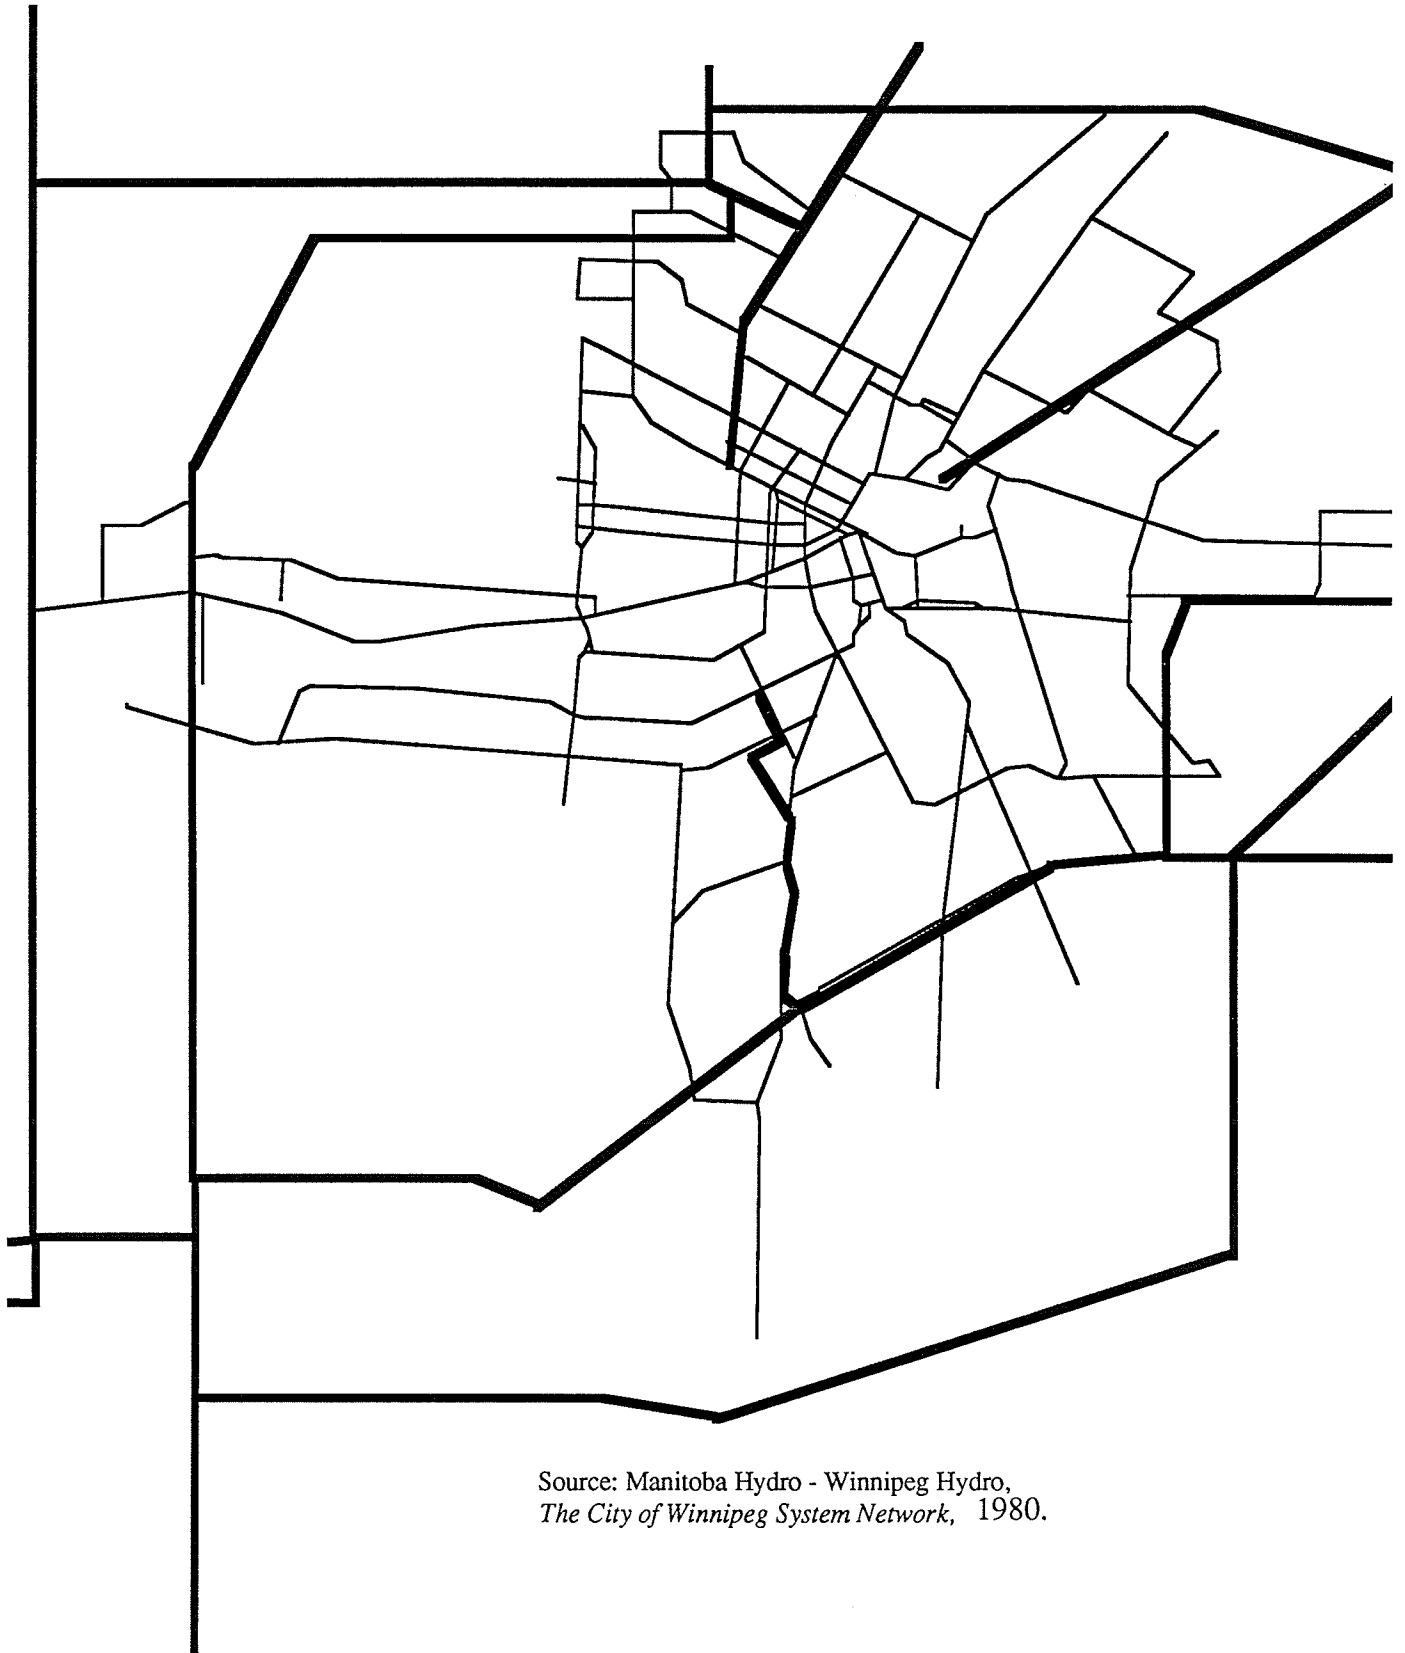 Source: Manitoba Hydro - Winnipeg Hydro,
The City of Winnipeg System Network, 1980.